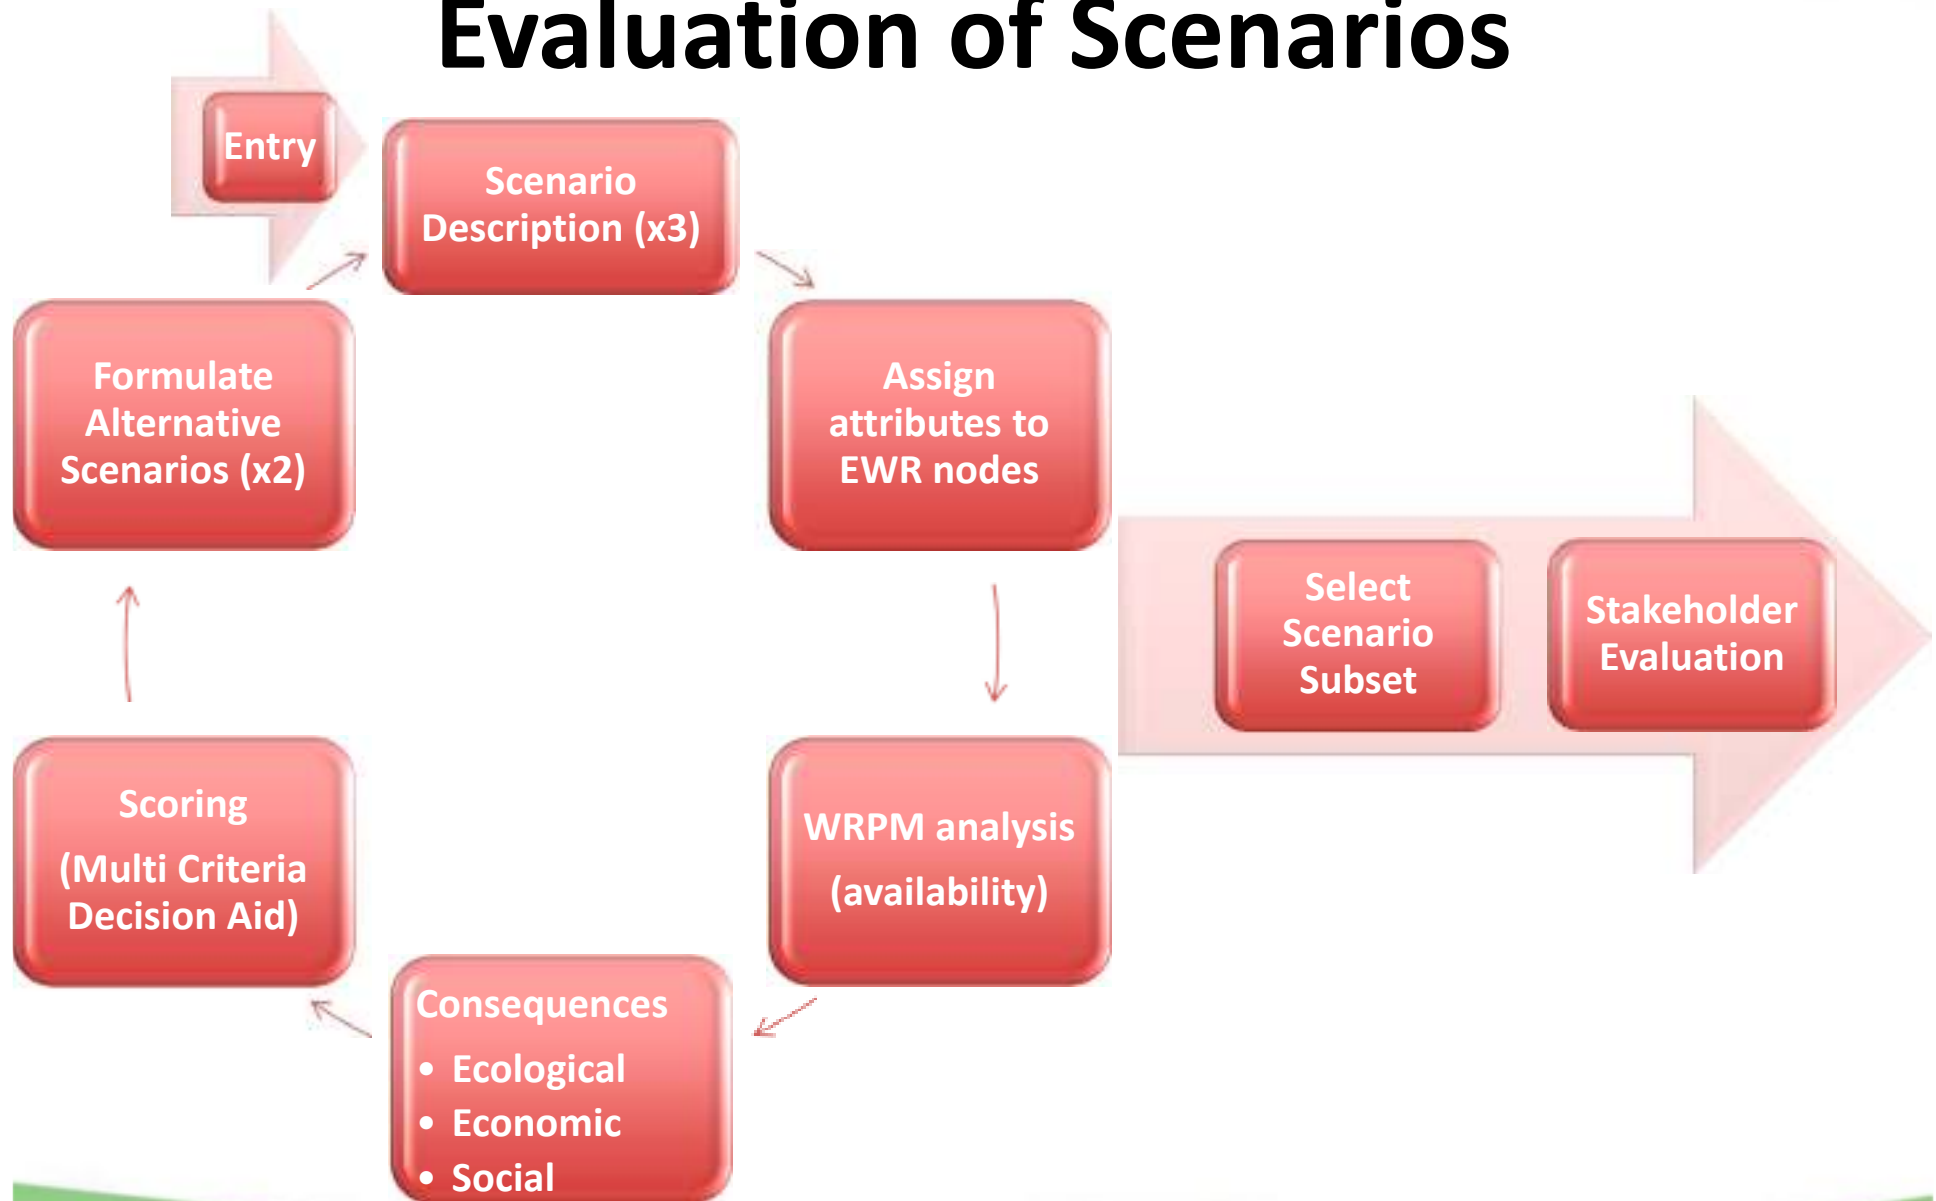 Evaluation of Scenarios
Entry
Scenario
Description (x3)
Assign
attributes to
EWR nodes
WRPM analysis
(availability)
Consequences
• Ecological
• Economic
• Social
Scoring
(Multi Criteria
Decision Aid)
Formulate
Alternative
Scenarios (x2)
Select
Scenario
Subset
Stakeholder
Evaluation